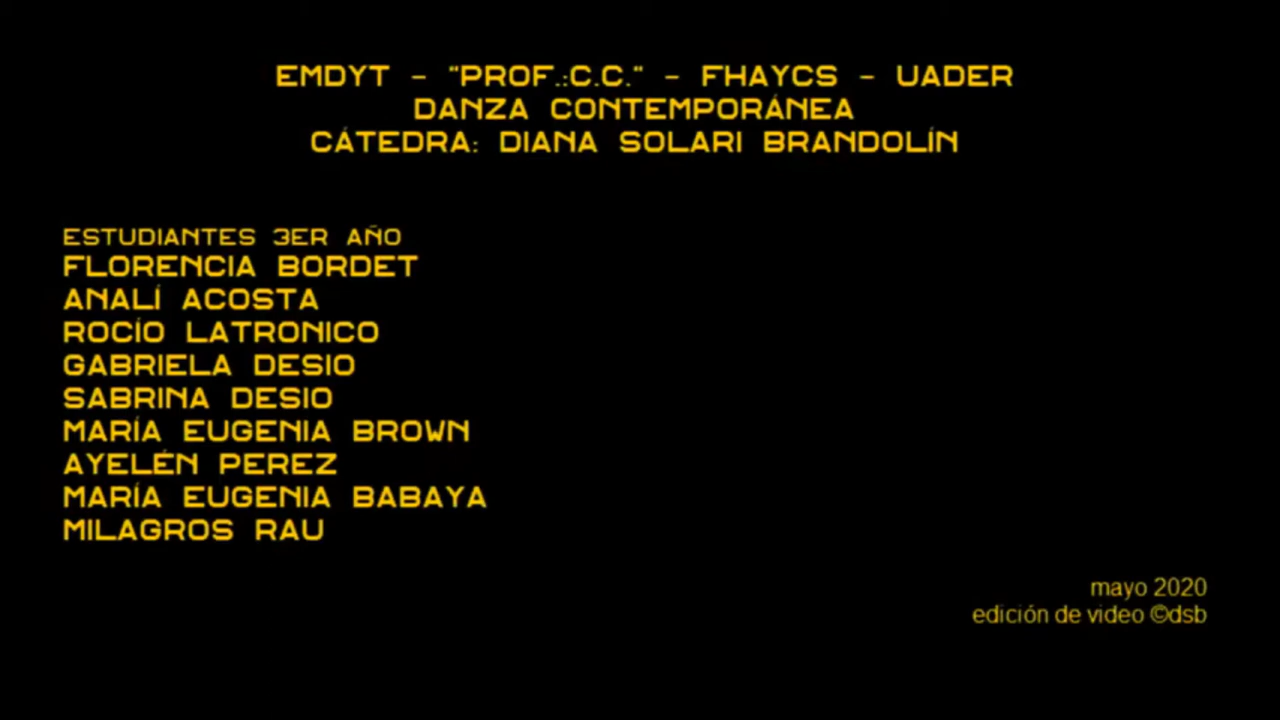 EMDYT - "PROF.:C.C." - FHAYCS - UADER
DANZA CONTEMPORÁNEA
CÁTEDRA: DIANA SOLARI BRANDOLÍN
ESTUDIANTES 3ER AÑO
FLORENCIA BORDET
ANALÍ ACOSTA
ROCÍO LATRONICO
GABRIELA DESIO
SABRINA DESIO
MARÍA EUGENIA BROWN
AYELÉN PEREZ
MARÍA EUGENIA BABAYA
MILAGROS RAU
mayo 2020
edición de video ©dsb